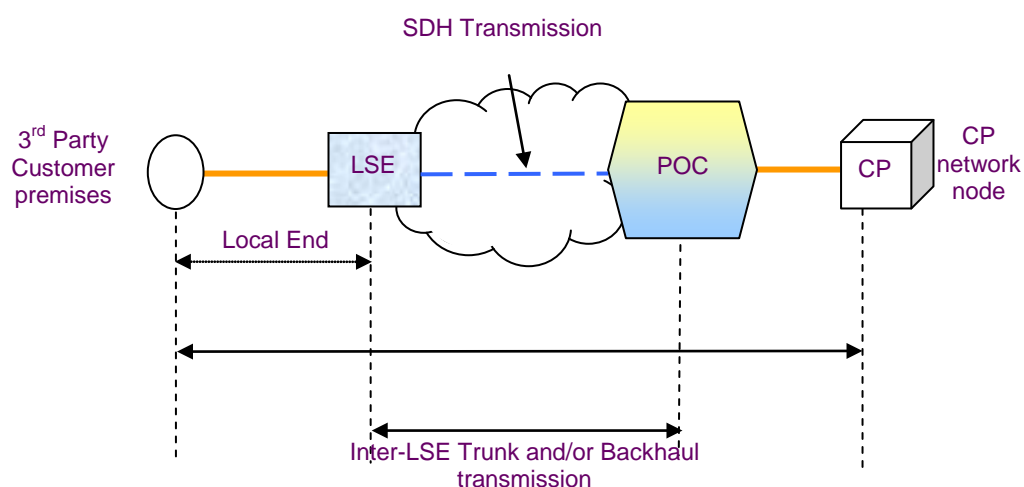 SDH Transmission
3rd Party
Customer
premises
LSE
POC
CP
CP
network
node
Local End
Inter-LSE Trunk and/or Backhaul
transmission